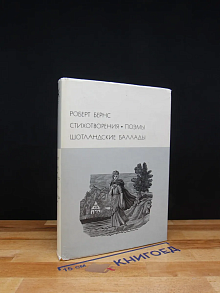 РОБЕРТ БЕРНС
СТИХОТВОРЕНИЯ • ПОЭМЫ
ШОТЛАНДСКИЕ БАЛЛАДЫ
КНИГОЕД